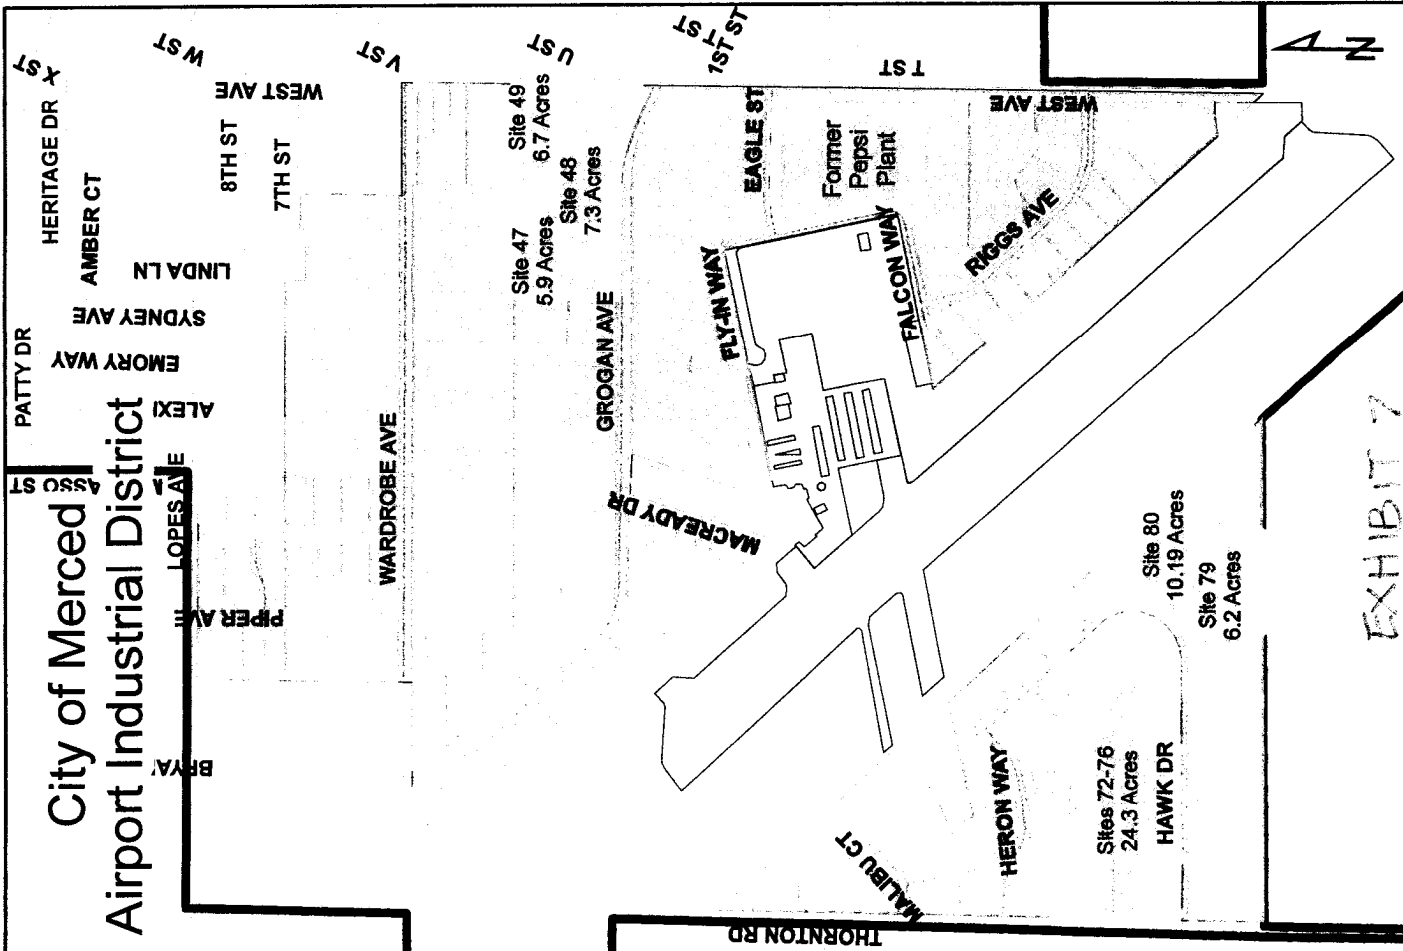 City of Merced
Airport Industrial District
X ST
W ST
V ST
U ST
T ST
ST
1ST ST
T ST
HERITAGE DR
AMBER CT
WEST AVE
8TH ST
7TH ST
LINDA LN
SYDNEY AVE
EMORY WAY
PATTY DR
ALEXI
ASSO ST
LOPES AVE
PIPER AVE
BRYA
WARDROBE AVE
Site 49
6.7 Acres
Site 48
7.3 Acres
Site 47
5.9 Acres
GROGAN AVE
MACREADY DR
EAGLE ST
Former
Pepsi
Plant
WEST AVE
FLY-IN WAY
FALCON WAY
RIGGS AVE
N
Site 80
10.19 Acres
Site 79
6.2 Acres
Sites 72-76
24.3 Acres
HAWK DR
HERON WAY
MALIBU CT
THORNTON RD
EXHIBIT 7